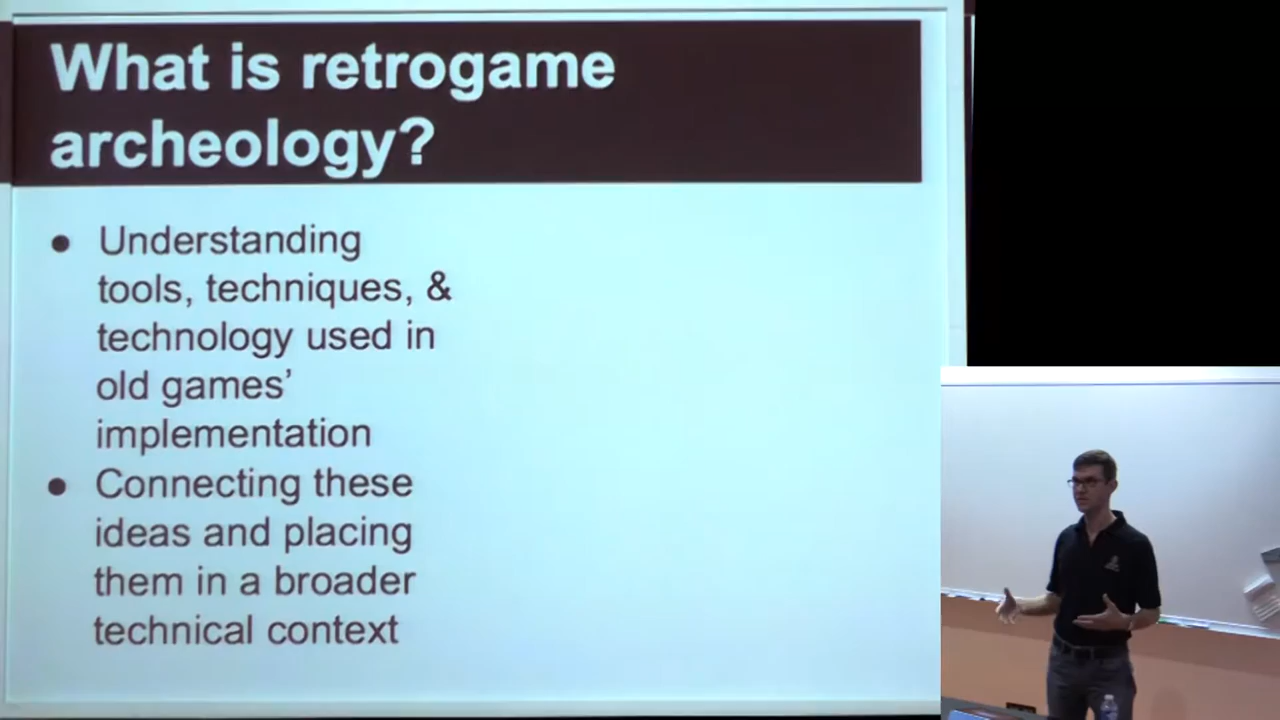 What is retrogame
archeology?
● Understanding
tools, techniques, &
technology used in
old games’
implementation
● Connecting these
ideas and placing
them in a broader
technical context